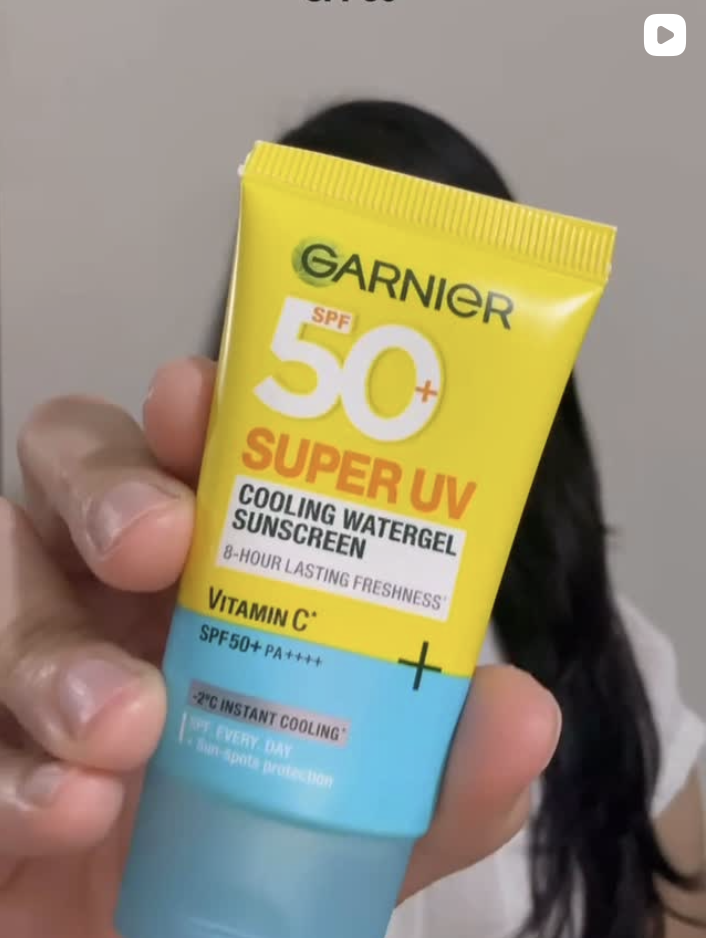 GARNIER
SPF
50+
SUPER UV
COOLING WATERGEL
SUNSCREEN
8-HOUR LASTING FRESHNESS*
VITAMIN C*
SPF50+ PA++++
+
-2°C INSTANT COOLING*
SPF EVERY DAY
+ Sun-spots protection